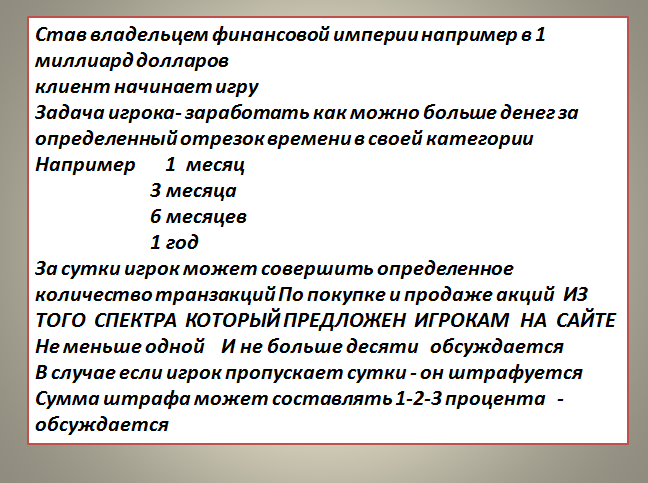 Став владельцем финансовой империи например в 1
миллиард долларов
клиент начинает игру
Задача игрока- заработать как можно больше денег за
определенный отрезок времени в своей категории
Например 1 месяц
3 месяца
6 месяцев
1 год
За сутки игрок может совершить определенное
количество транзакций По покупке и продаже акций ИЗ
ТОГО СПЕКТРА КОТОРЫЙ ПРЕДЛОЖЕН ИГРОКАМ НА САЙТЕ
Не меньше одной И не больше десяти обсуждается
В случае если игрок пропускает сутки - он штрафуется
Сумма штрафа может составлять 1-2-3 процента -
обсуждается